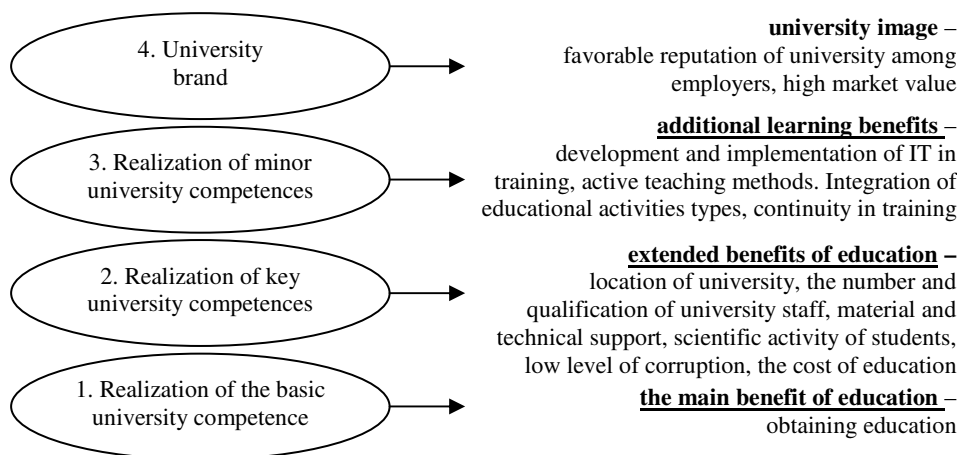 4. University
brand
university image –
favorable reputation of university among
employers, high market value
3. Realization of minor
university competences
additional learning benefits –
development and implementation of IT in
training, active teaching methods. Integration of
educational activities types, continuity in training
2. Realization of key
university competences
extended benefits of education –
location of university, the number and
qualification of university staff, material and
technical support, scientific activity of students,
low level of corruption, the cost of education
1. Realization of the basic
university competence
the main benefit of education –
obtaining education